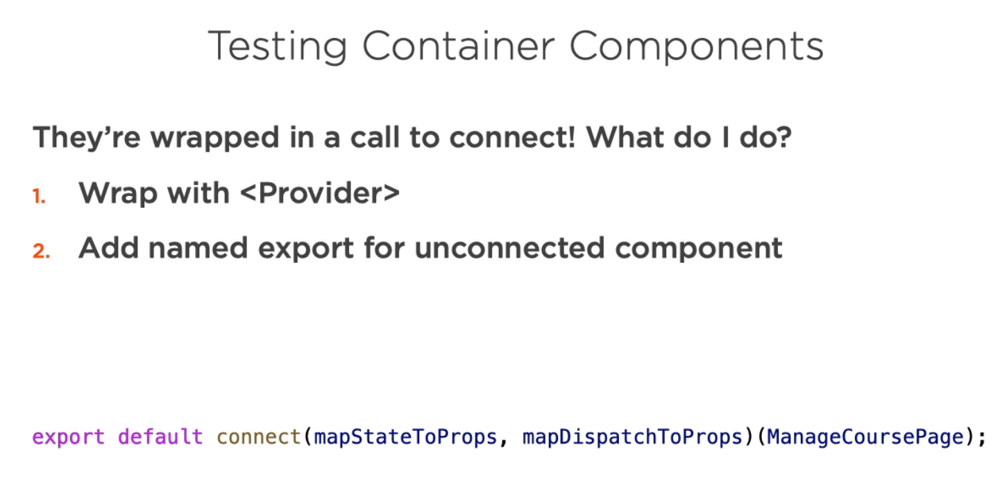 Testing Container Components
They’re wrapped in a call to connect! What do I do?
1. Wrap with <Provider>
2. Add named export for unconnected component
export default connect(mapStateToProps, mapDispatchToProps)(ManageCoursePage);